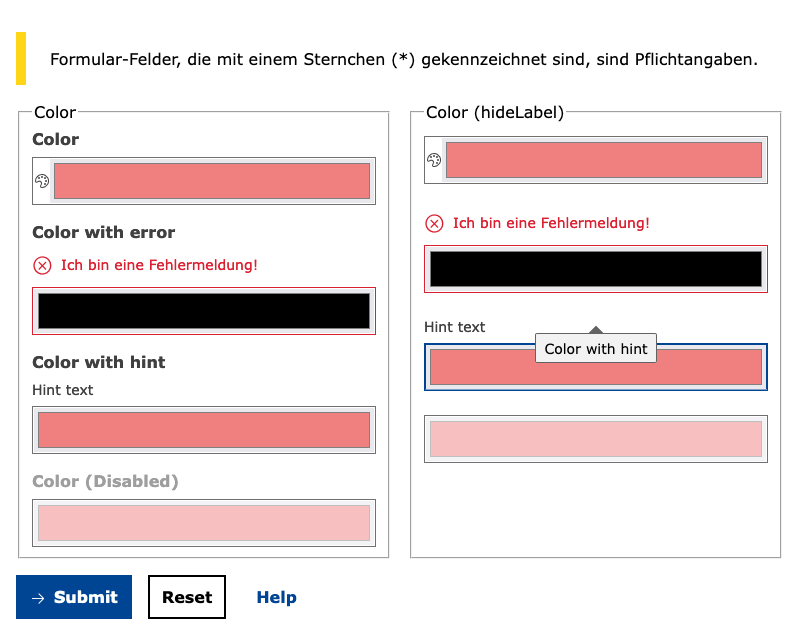 Formular-Felder, die mit einem Sternchen (*) gekennzeichnet sind, sind Pflichtangaben.
Color
Color
Color with error
Ich bin eine Fehlermeldung!
Color with hint
Hint text
Color (Disabled)
Color (hideLabel)
Ich bin eine Fehlermeldung!
Hint text
Color with hint
Submit
Reset
Help